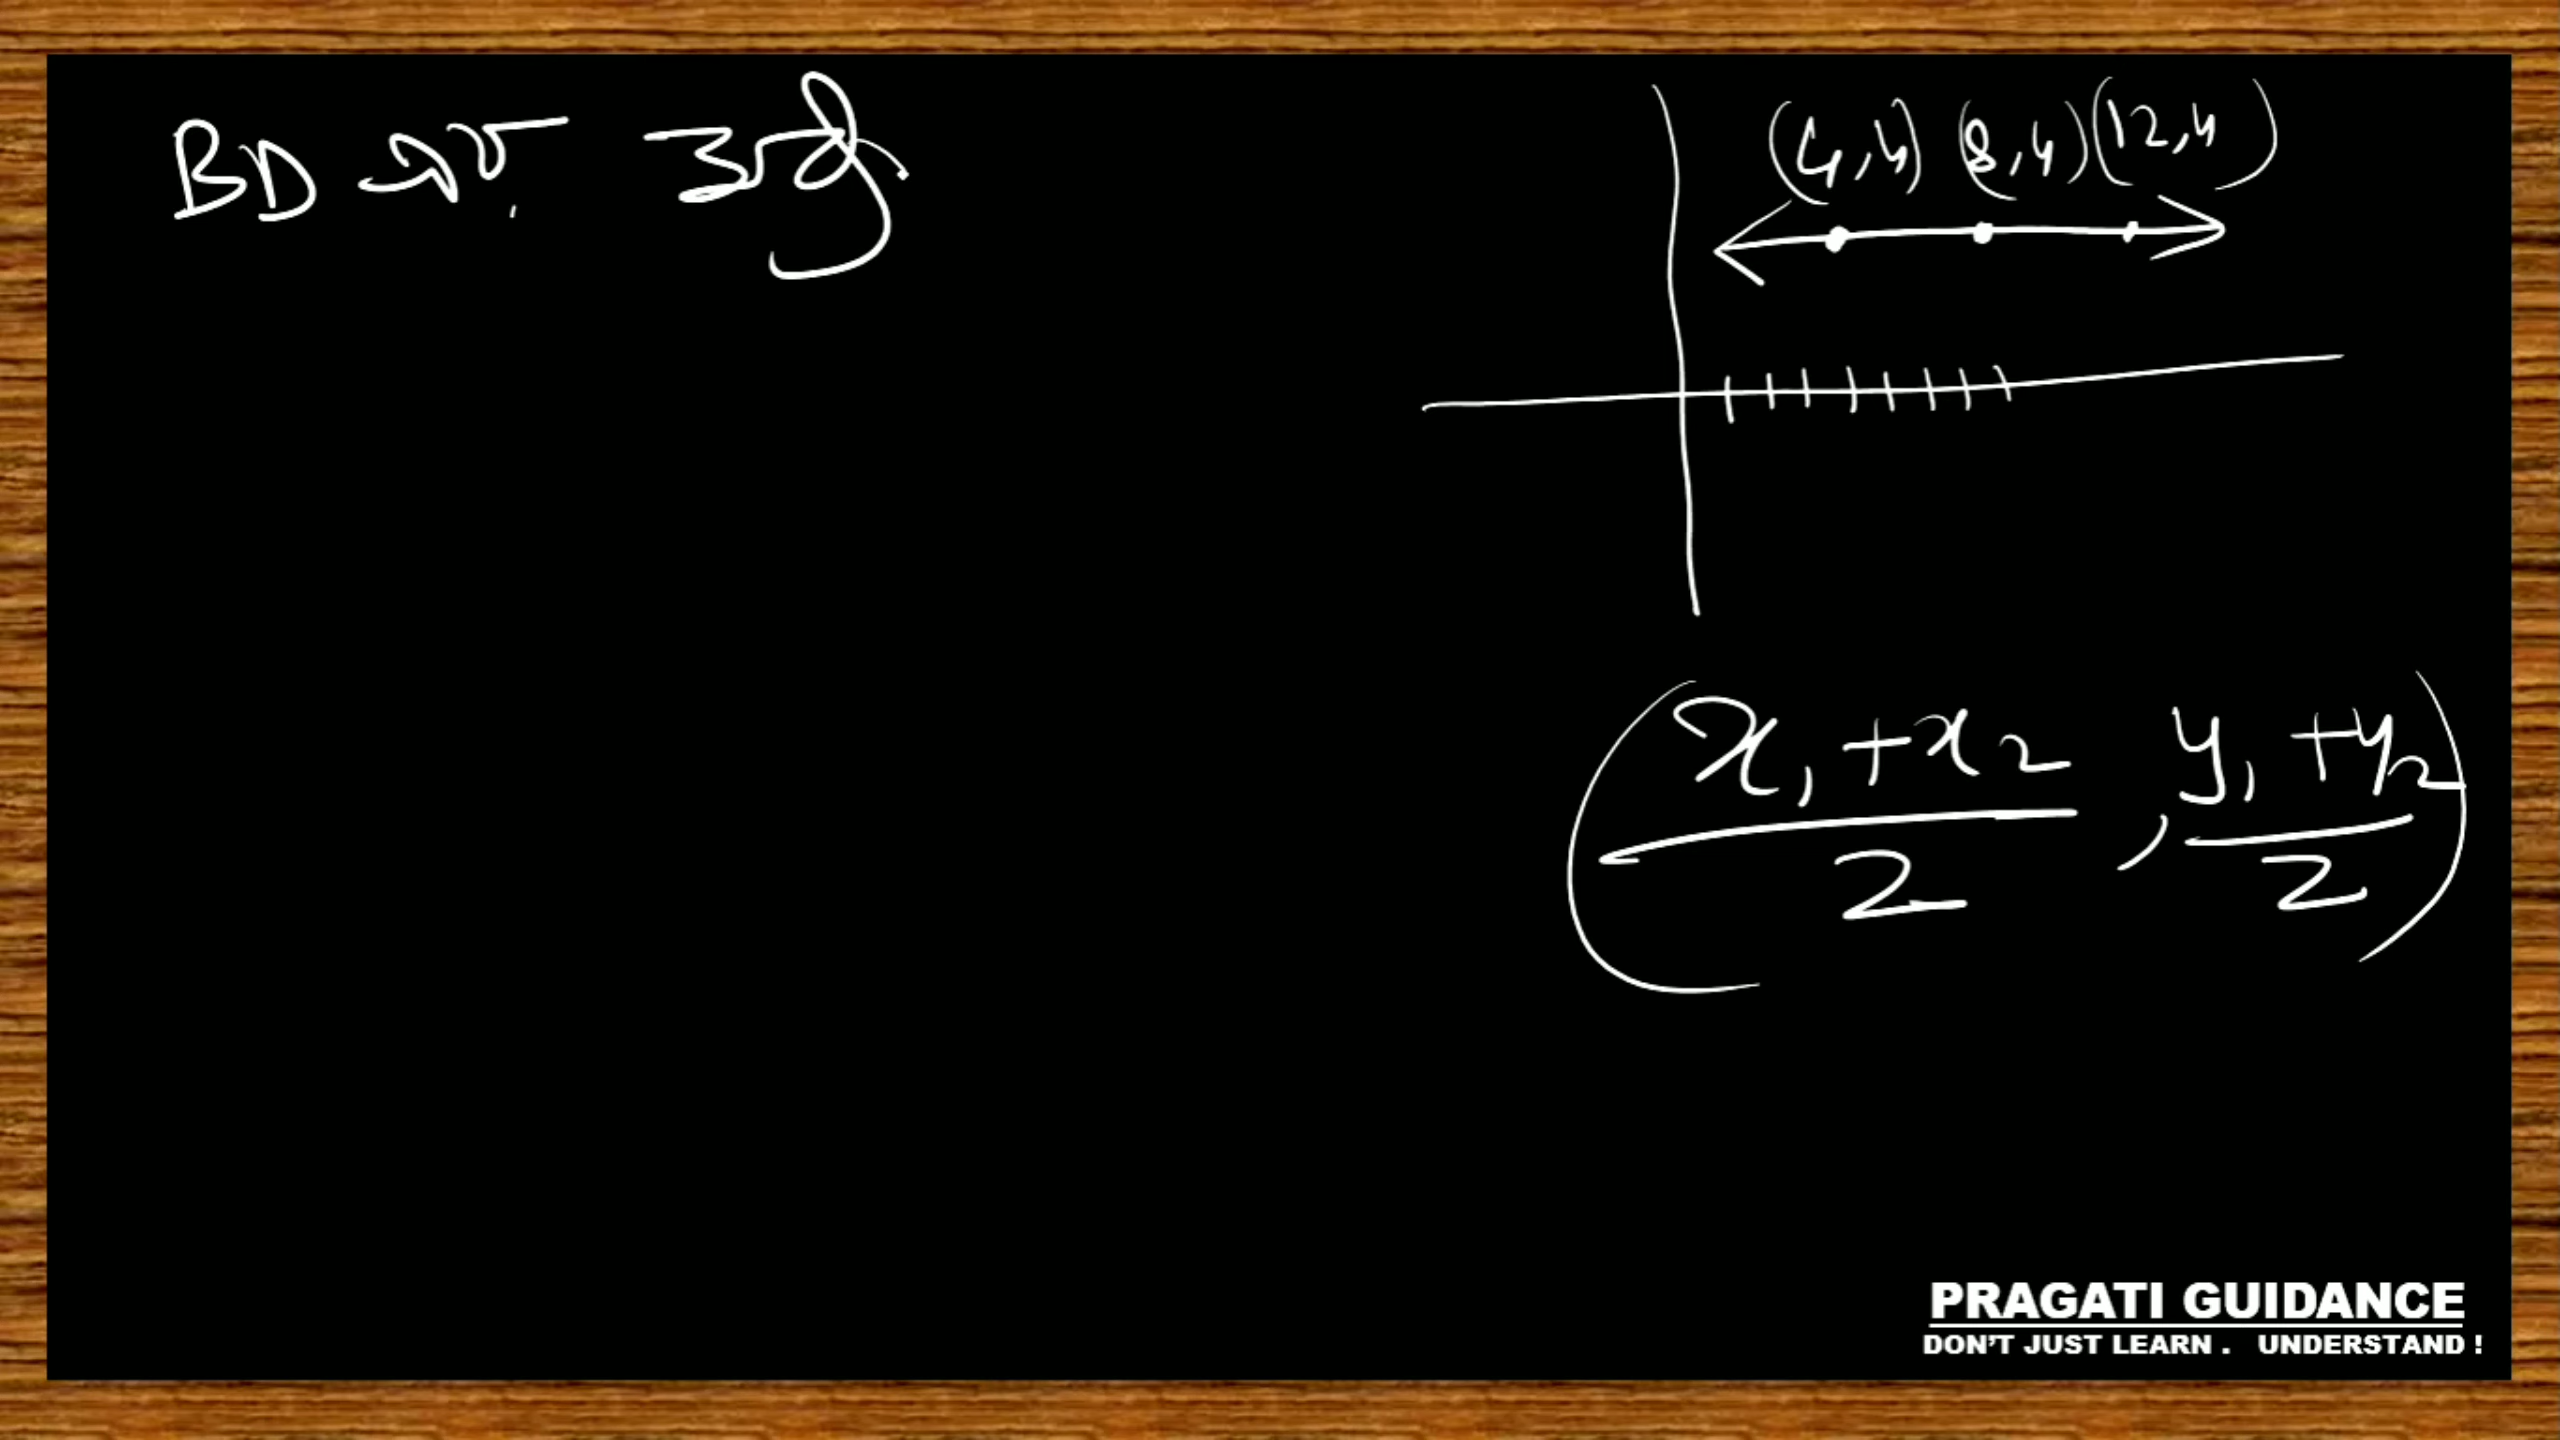 BD এর
(4,4) (8,4) (12,4)
(x₁+x₂/2 , y₁+y₂/2)
PRAGATI GUIDANCE
DON'T JUST LEARN . UNDERSTAND !